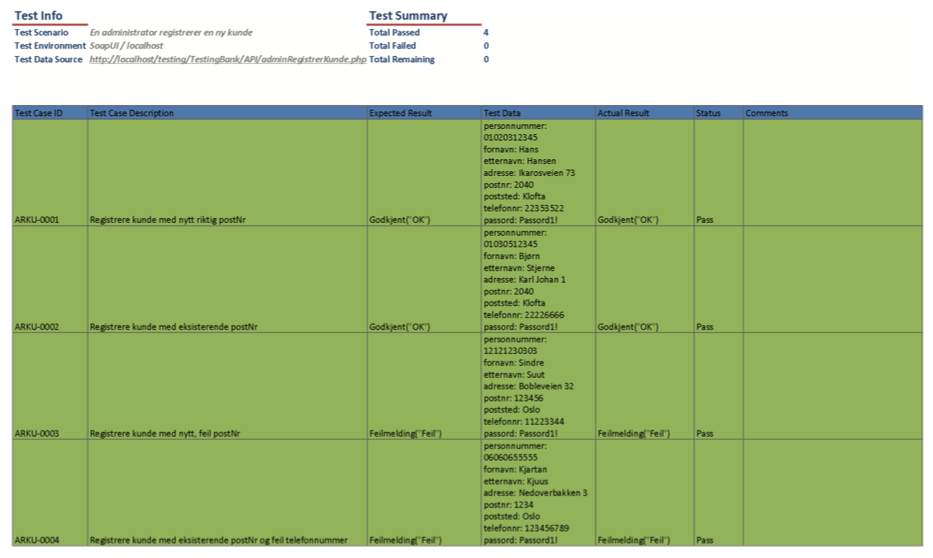 Test Info
Test Summary
Test Scenario En administrator registrerer en ny kunde
Total Passed 4
Test Environment SoapUI / localhost
Total Failed 0
Test Data Source http://localhost/testing/TestingBank/API/adminRegistrerKunde.php
Total Remaining 0
Test Case ID Test Case Description Expected Result Test Data Actual Result Status Comments
personnummer:
01020312345
fornavn: Hans
etternavn: Hansen
adresse: Ikarosveien 73
postnr: 2040
poststed: Klofta
telefonnr: 22353522
ARKU-0001 Registrere kunde med nytt riktig postNr Godkjent("OK") passord: Passord1! Godkjent("OK") Pass
personnummer:
01030512345
fornavn: Bjørn
etternavn: Stjerne
adresse: Karl Johan 1
postnr: 2040
poststed: Klofta
telefonnr: 22226666
ARKU-0002 Registrere kunde med eksisterende postNr Godkjent("OK") passord: Passord1! Godkjent("OK") Pass
personnummer:
12121230303
fornavn: Sindre
etternavn: Suut
adresse: Bobleveien 32
postnr: 123456
poststed: Oslo
telefonnr: 11223344
ARKU-0003 Registrere kunde med nytt, feil postNr Feilmelding("Feil") passord: Passord1! Feilmelding("Feil") Pass
personnummer:
06060655555
fornavn: Kjartan
etternavn: Kjuus
adresse: Nedoverbakken 3
postnr: 1234
poststed: Oslo
telefonnr: 123456789
ARKU-0004 Registrere kunde med eksisterende postNr og feil telefonnummer Feilmelding("Feil") passord: Passord1! Feilmelding("Feil") Pass